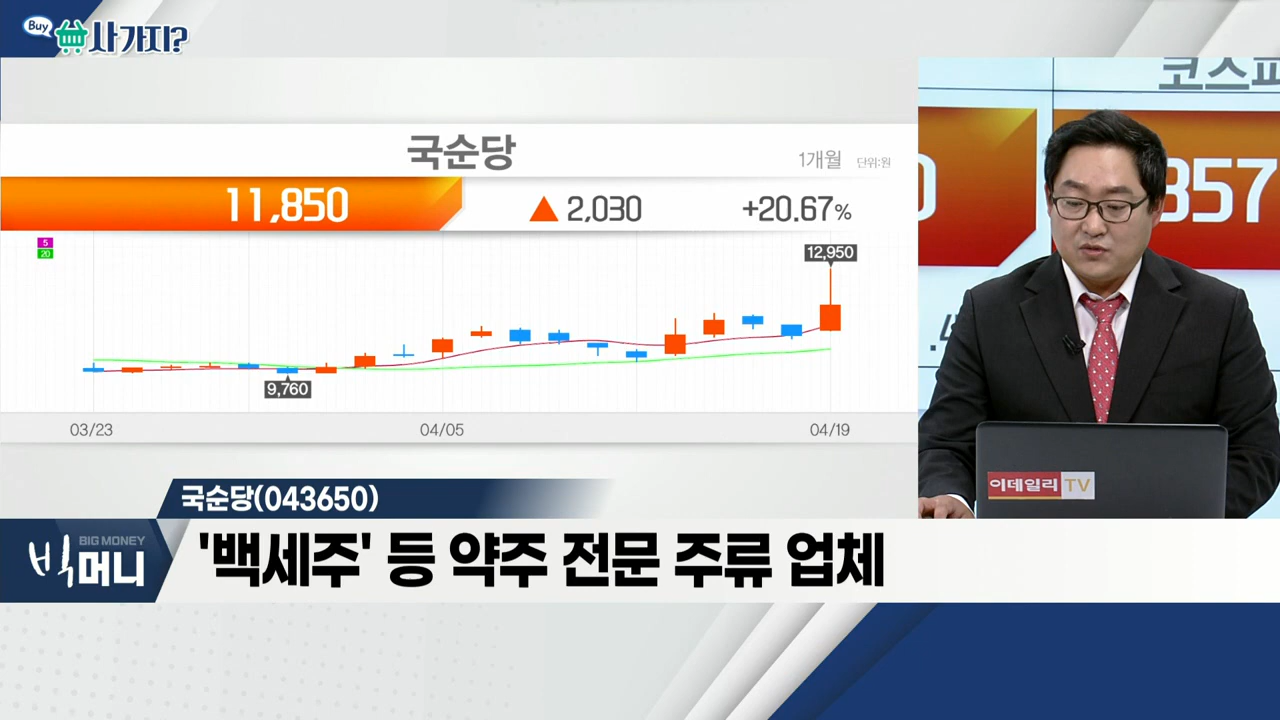 Buy
사가지?
코스피
국순당
1개월 단위:원
11,850 ▲ 2,030 +20.67%
357
5
20
12,950
9,760
03/23 04/05 04/19
이데일리 TV
국순당(043650)
BIG MONEY
빅머니
'백세주' 등 약주 전문 주류 업체